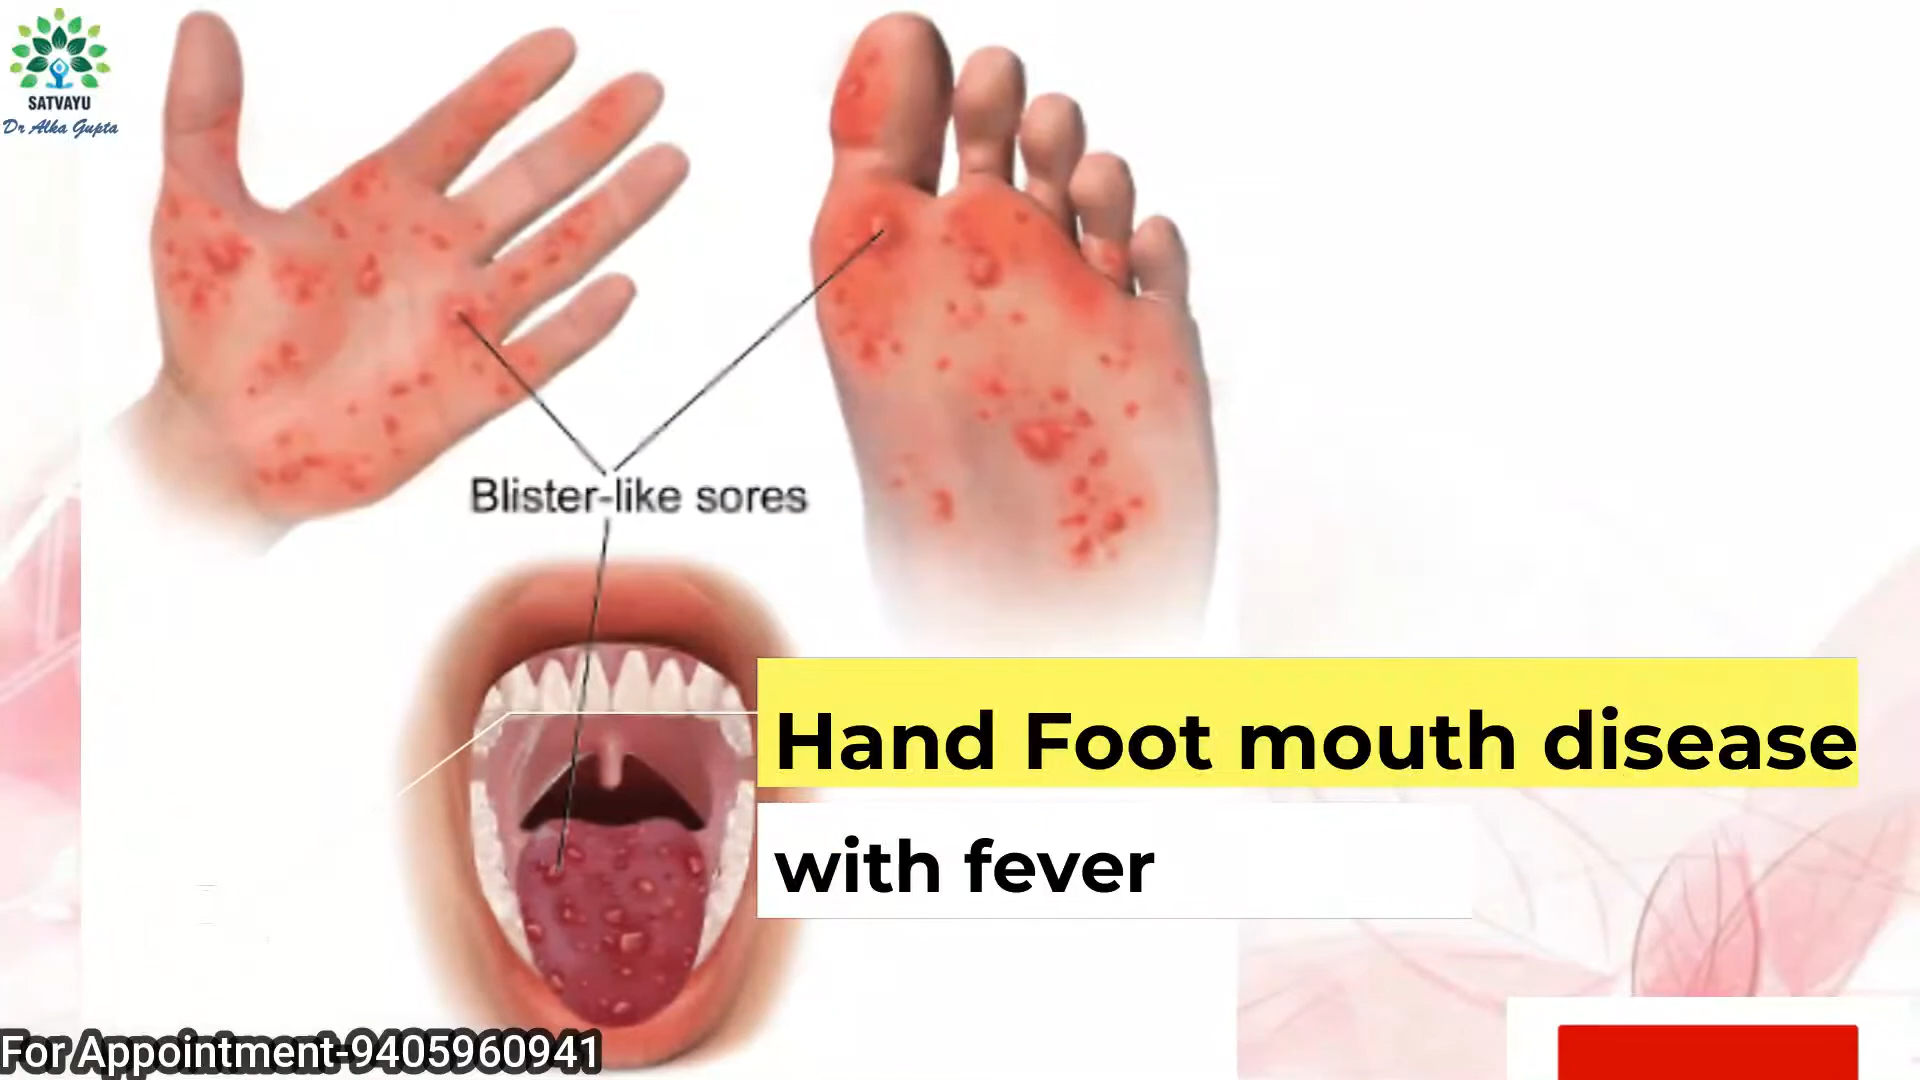 SATVAYU
Dr Alka Gupta
Blister-like sores
Hand Foot mouth disease
with fever
For Appointment-9405960941